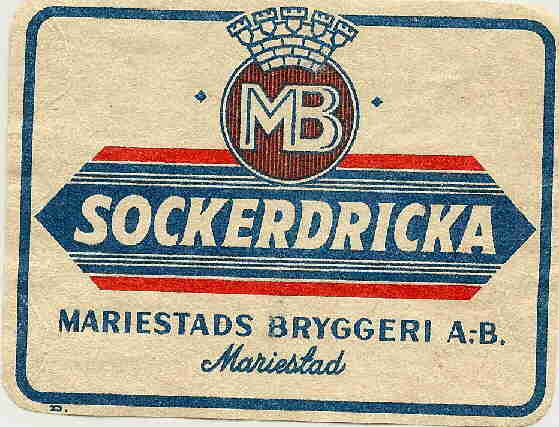 MB
SOCKERDRICKA
MARIESTADS BRYGGERI A.-B.
Mariestad
D.